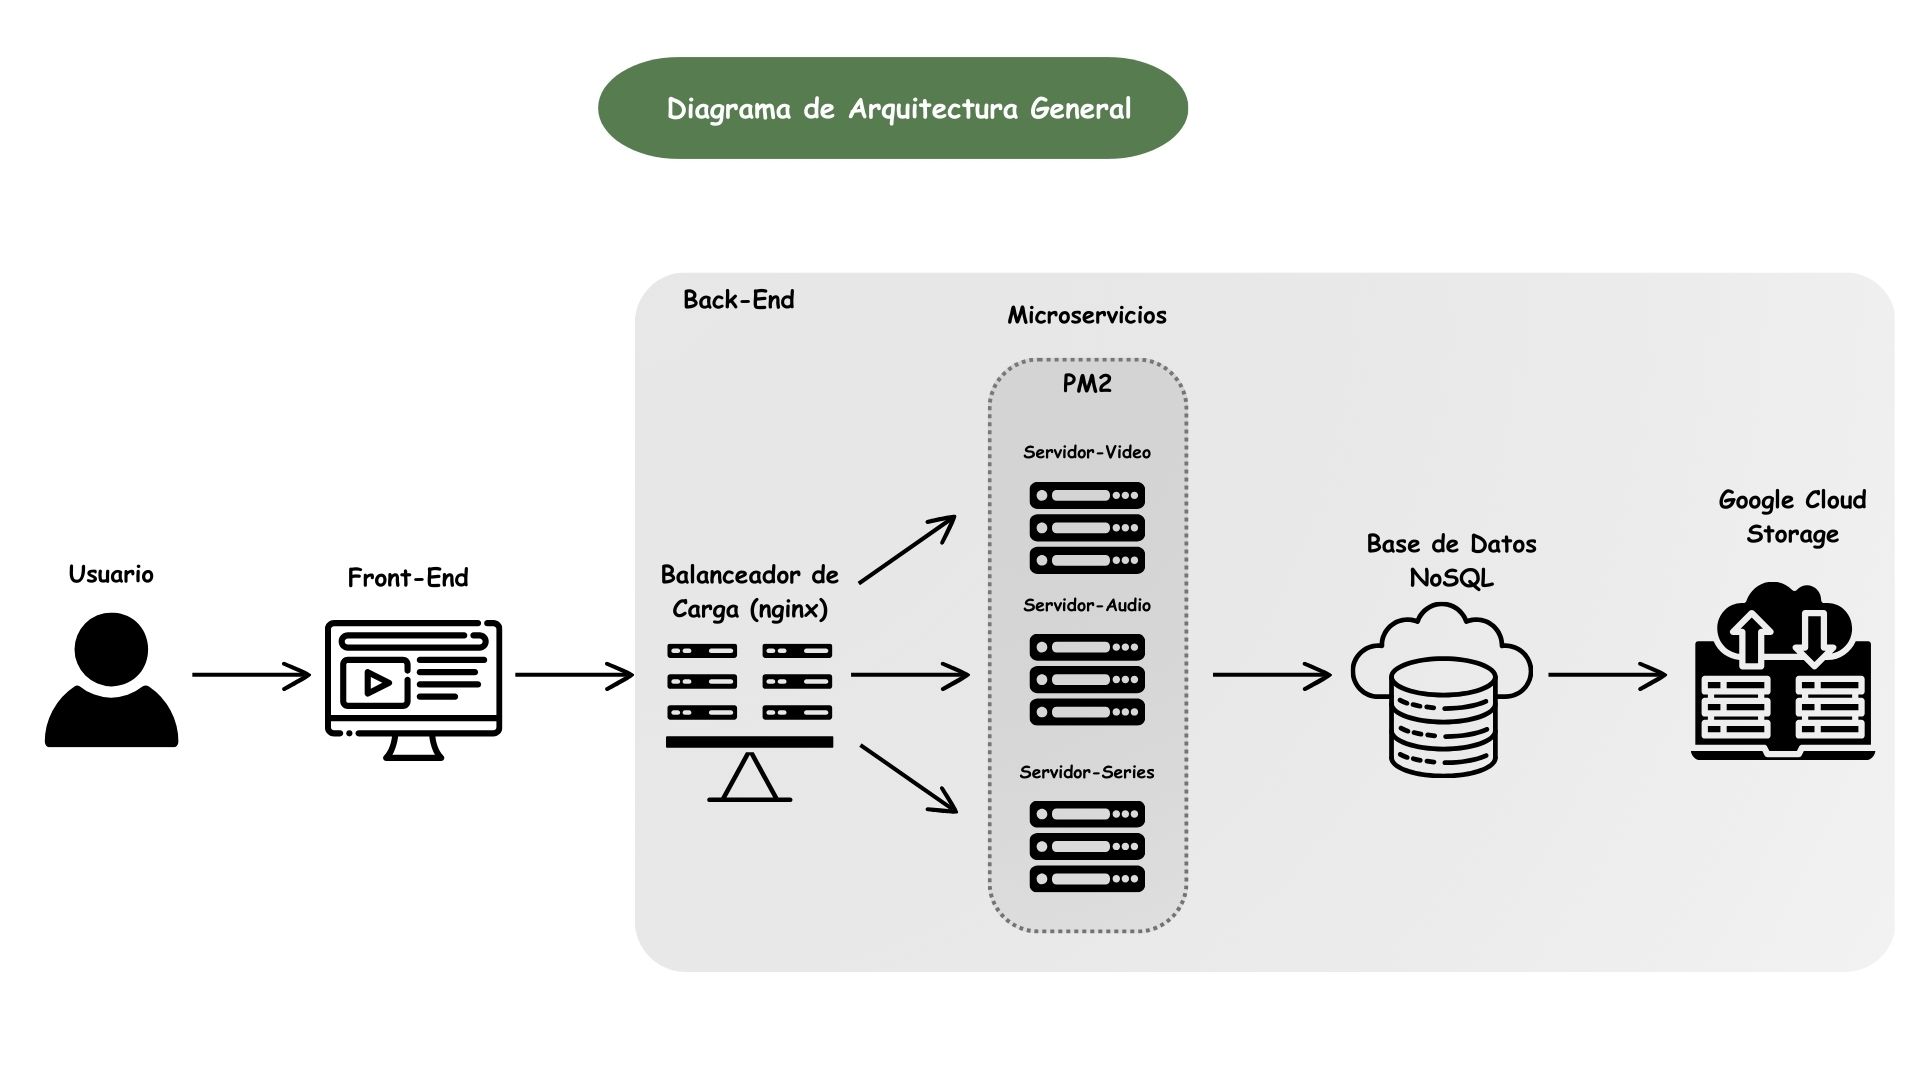 Diagrama de Arquitectura General
Back-End
Microservicios
PM2
Servidor-Video
Servidor-Audio
Servidor-Series
Usuario
Front-End
Balanceador de
Carga (nginx)
Base de Datos
NoSQL
Google Cloud
Storage